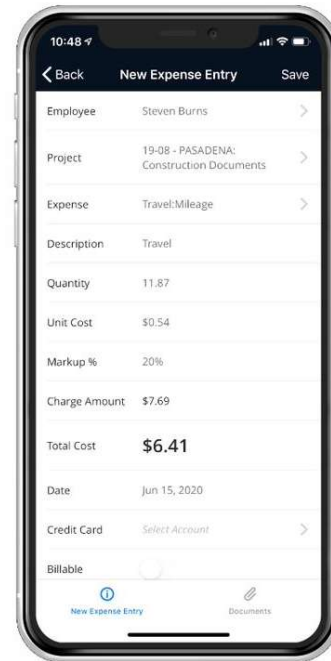 10:48
Back New Expense Entry Save
Employee Steven Burns
Project 19-08 - PASADENA:
Construction Documents
Expense Travel:Mileage
Description Travel
Quantity 11.87
Unit Cost $0.54
Markup % 20%
Charge Amount $7.69
Total Cost $6.41
Date Jun 15, 2020
Credit Card Select Account
Billable
New Expense Entry Documents